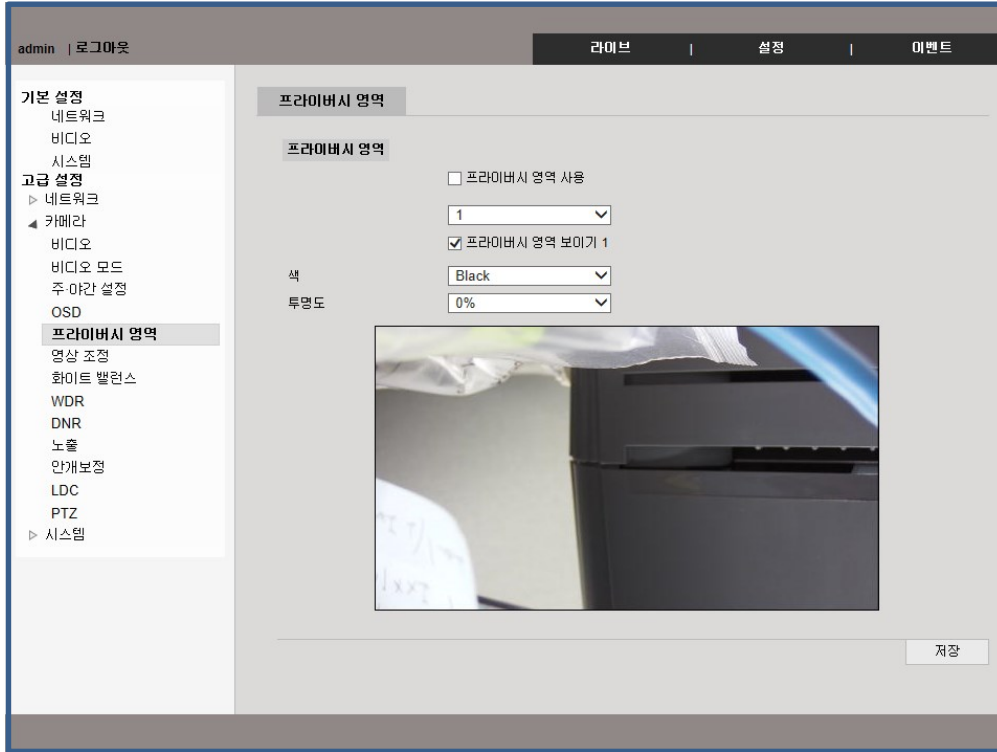 admin | 로그아웃
라이브 | 설정 | 이벤트
기본 설정
네트워크
비디오
시스템
고급 설정
▷ 네트워크
◢ 카메라
비디오
비디오 모드
주·야간 설정
OSD
프라이버시 영역
영상 조정
화이트 밸런스
WDR
DNR
노출
안개보정
LDC
PTZ
▷ 시스템
프라이버시 영역
프라이버시 영역
프라이버시 영역 사용
1
프라이버시 영역 보이기 1
색 Black
투명도 0%
저장